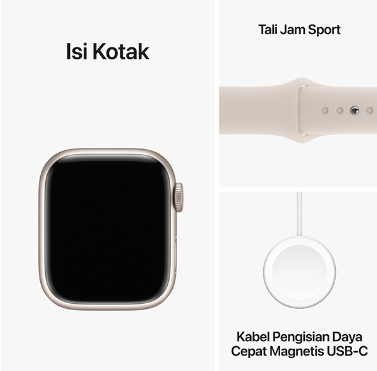 Isi Kotak
Tali Jam Sport
Kabel Pengisian Daya
Cepat Magnetis USB-C